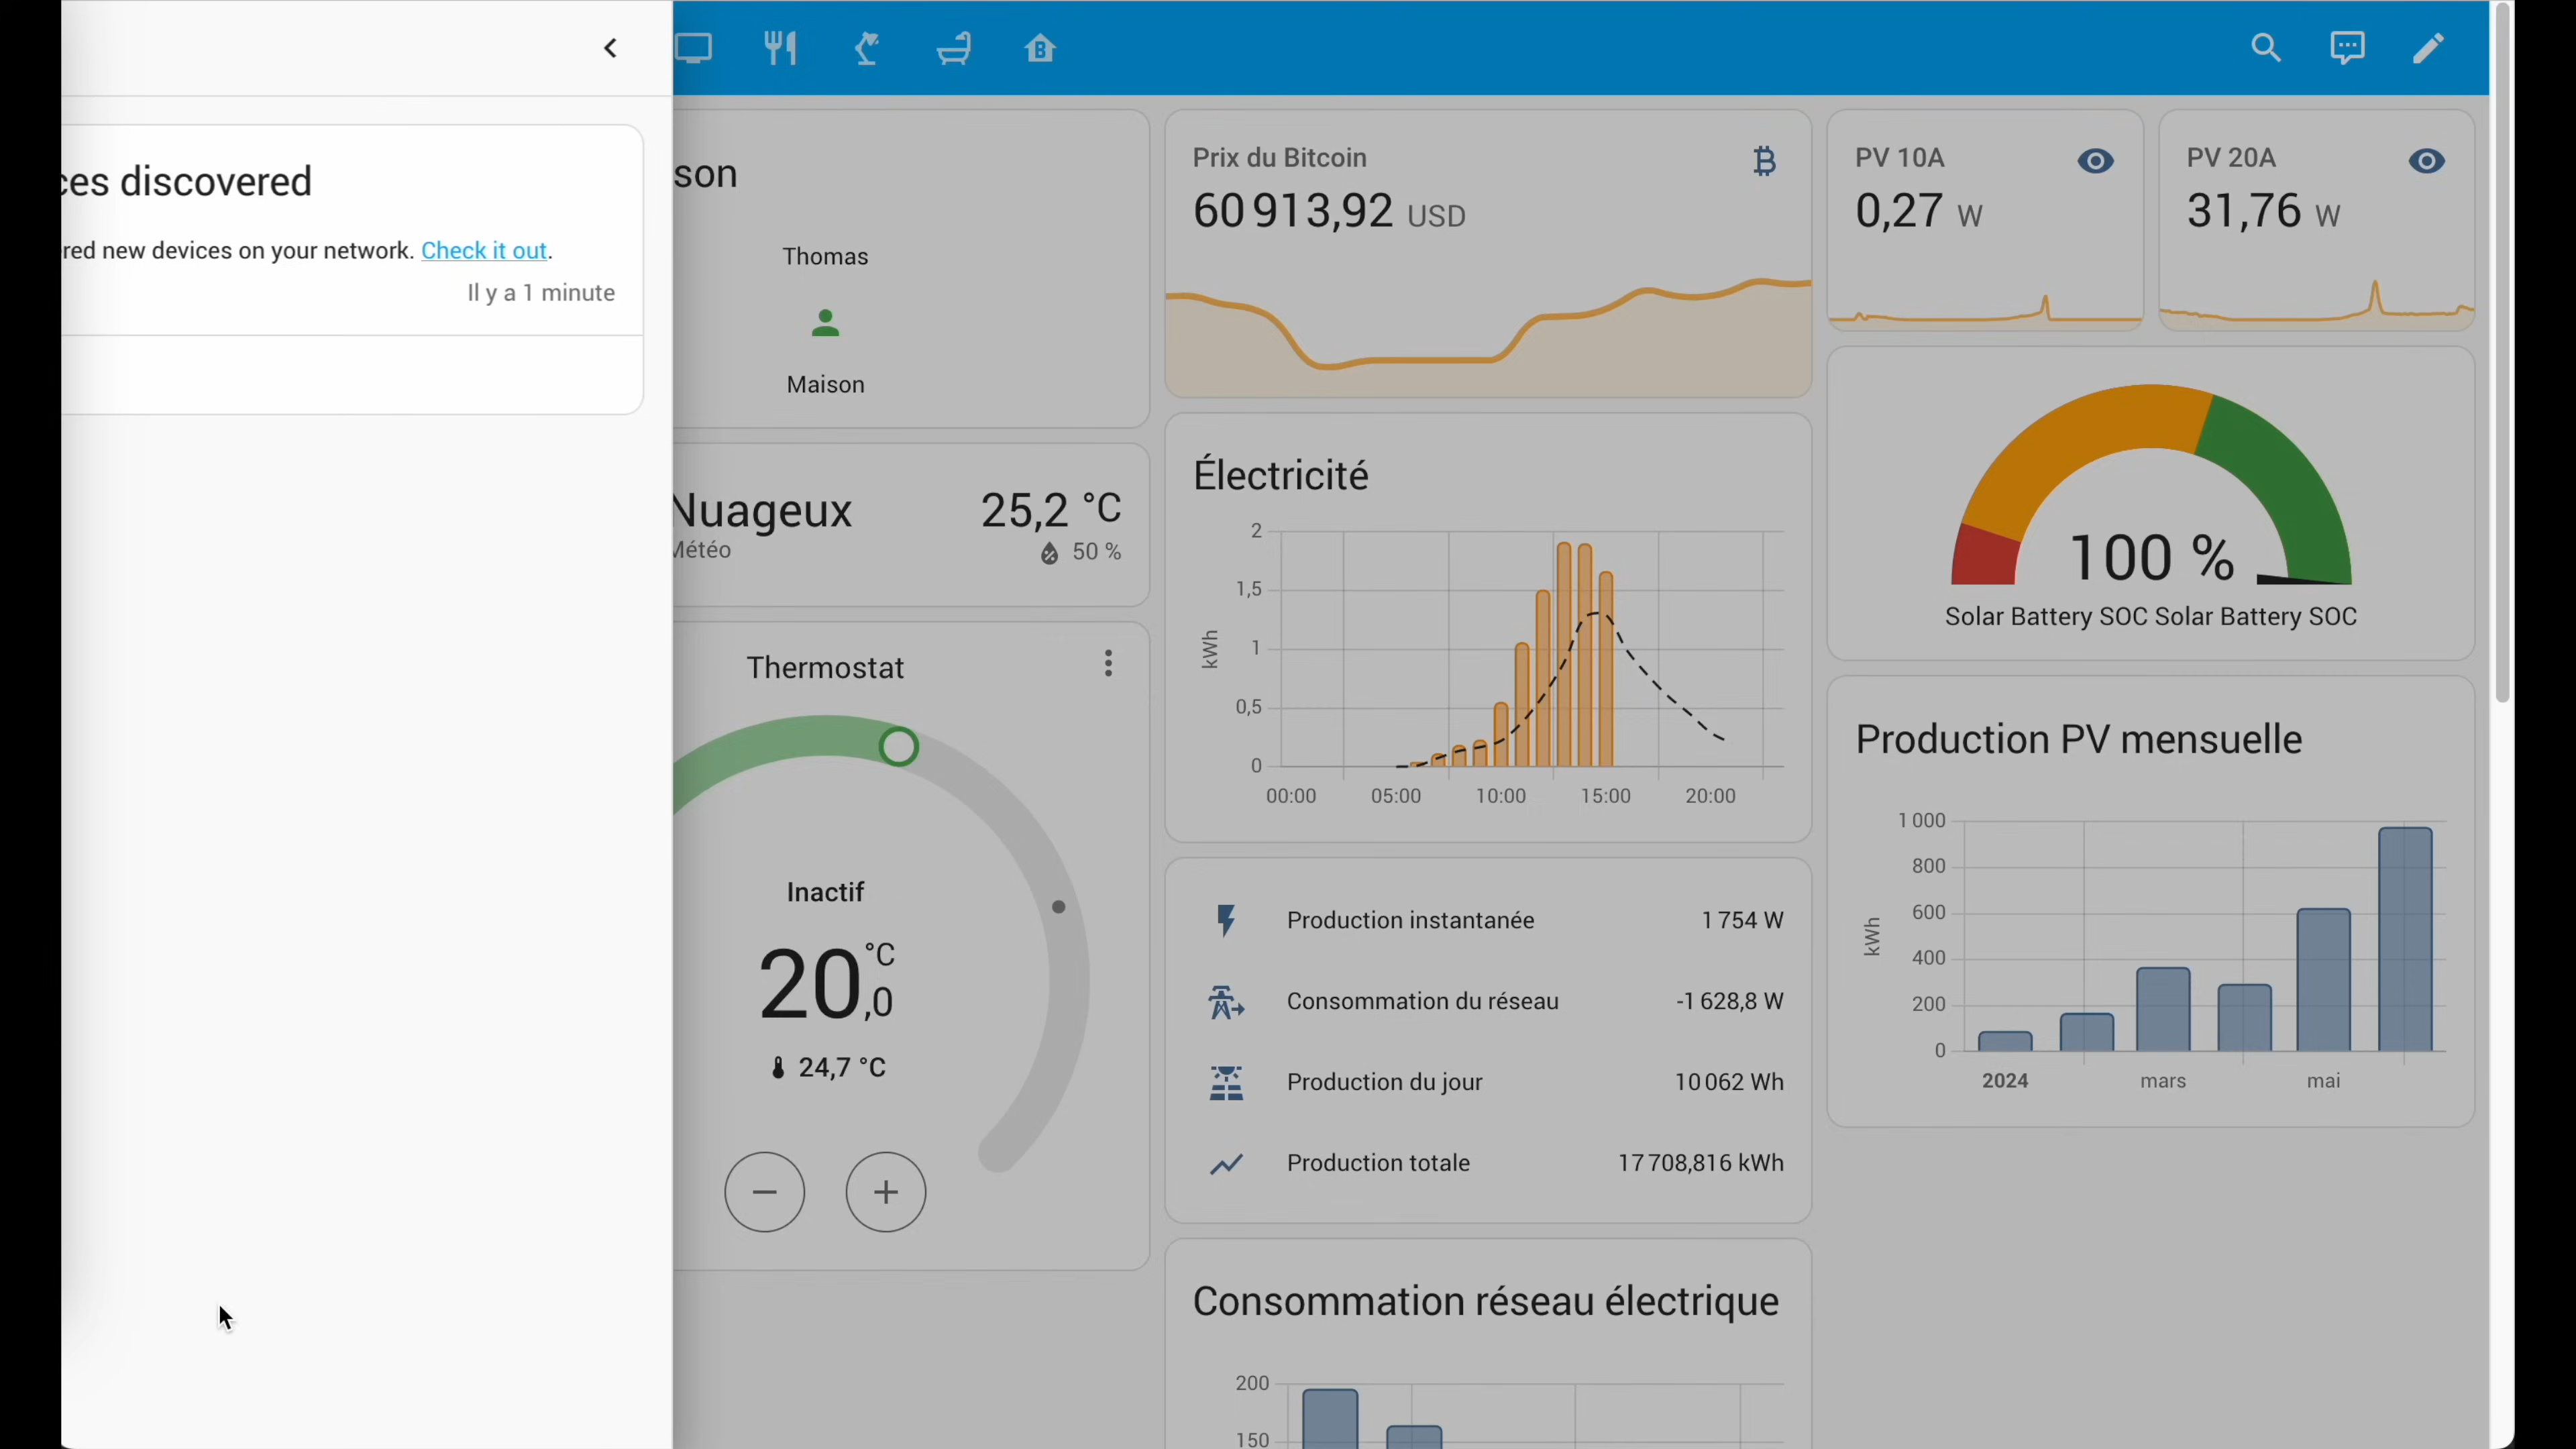 ces discovered
red new devices on your network. Check it out.
Il y a 1 minute
B
son
Thomas
Maison
Nuageux
Météo
25,2 °C
50 %
Thermostat
Inactif
20,0 °C
24,7 °C
Prix du Bitcoin
60 913,92 USD
Électricité
kWh
2
1,5
1
0,5
0
00:00 05:00 10:00 15:00 20:00
Production instantanée 1 754 W
Consommation du réseau -1 628,8 W
Production du jour 10 062 Wh
Production totale 17 708,816 kWh
Consommation réseau électrique
200
150
PV 10A
0,27 W
PV 20A
31,76 W
100 %
Solar Battery SOC Solar Battery SOC
Production PV mensuelle
kWh
1 000
800
600
400
200
0
2024 mars mai